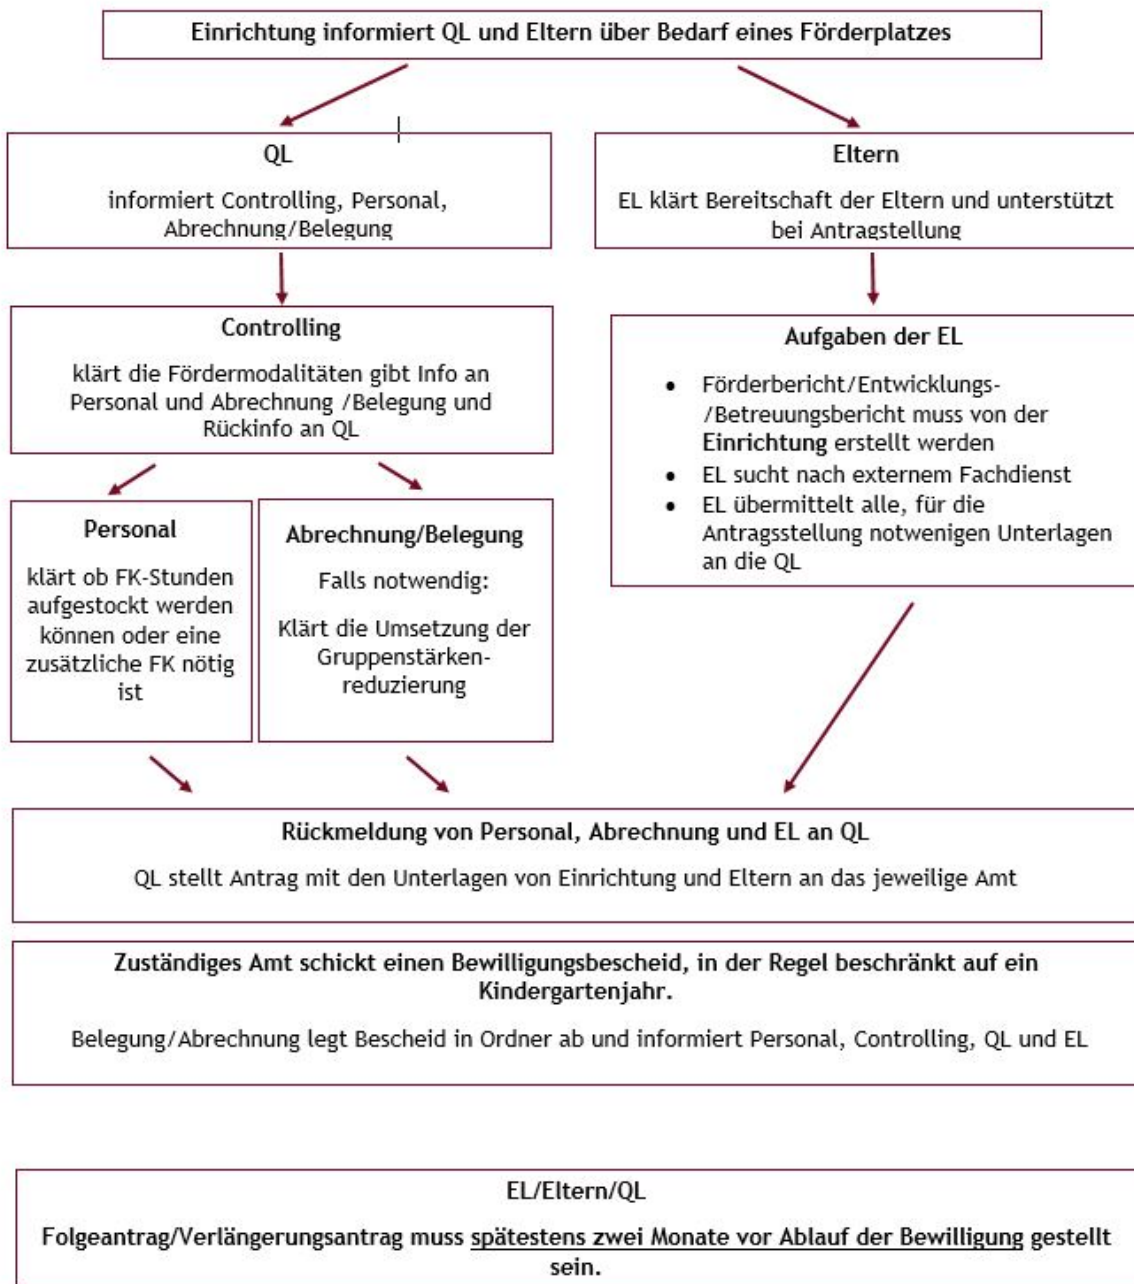 Einrichtung informiert QL und Eltern über Bedarf eines Förderplatzes
QL
informiert Controlling, Personal,
Abrechnung/Belegung
Eltern
EL klärt Bereitschaft der Eltern und unterstützt
bei Antragstellung
Controlling
klärt die Fördermodalitäten gibt Info an
Personal und Abrechnung /Belegung und
Rückinfo an QL
Aufgaben der EL
• Förderbericht/Entwicklungs-
/Betreuungsbericht muss von der
Einrichtung erstellt werden
• EL sucht nach externem Fachdienst
• EL übermittelt alle, für die
Antragsstellung notwenigen Unterlagen
an die QL
Personal
klärt ob FK-Stunden
aufgestockt werden
können oder eine
zusätzliche FK nötig
ist
Abrechnung/Belegung
Falls notwendig:
Klärt die Umsetzung der
Gruppenstärken-
reduzierung
Rückmeldung von Personal, Abrechnung und EL an QL
QL stellt Antrag mit den Unterlagen von Einrichtung und Eltern an das jeweilige Amt
Zuständiges Amt schickt einen Bewilligungsbescheid, in der Regel beschränkt auf ein
Kindergartenjahr.
Belegung/Abrechnung legt Bescheid in Ordner ab und informiert Personal, Controlling, QL und EL
EL/Eltern/QL
Folgeantrag/Verlängerungsantrag muss spätestens zwei Monate vor Ablauf der Bewilligung gestellt
sein.